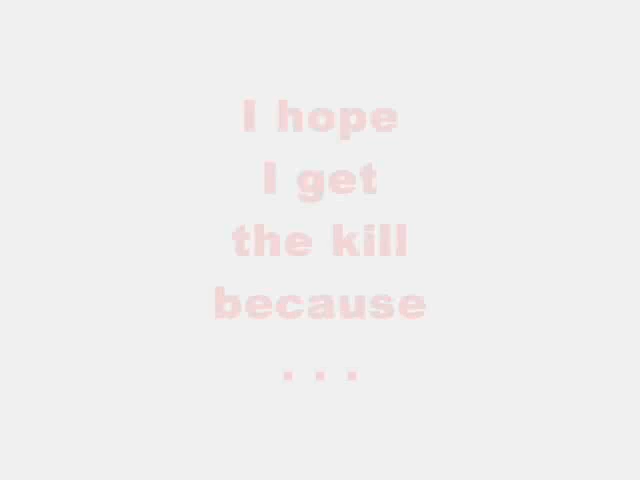 I hope
I get
the kill
because
. . .